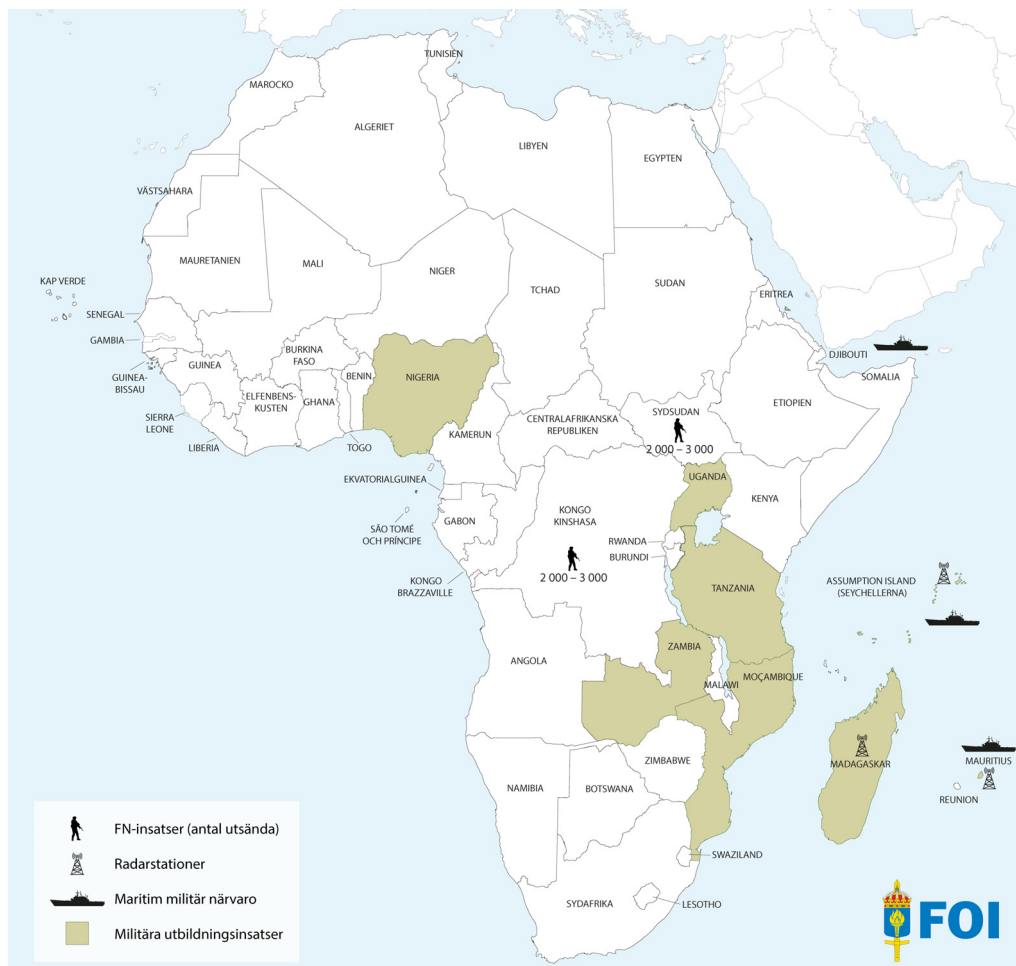 TUNISIEN
MAROCKO
ALGERIET
LIBYEN
EGYPTEN
VÄSTSAHARA
MAURETANIEN
MALI
NIGER
TCHAD
SUDAN
KAP VERDE
ERITREA
SENEGAL
GAMBIA
DJIBOUTI
BURKINA
FASO
GUINEA
BENIN
NIGERIA
SOMALIA
GUINEA-
BISSAU
ELFENBENS-
KUSTEN
GHANA
ETIOPIEN
SIERRA
LEONE
CENTRALAFRIKANSKA
REPUBLIKEN
SYDSUDAN
2 000 – 3 000
KAMERUN
LIBERIA
TOGO
EKVATORIALGUINEA
UGANDA
KENYA
SÃO TOMÉ
OCH PRÍNCIPE
GABON
KONGO
KINSHASA
2 000 – 3 000
RWANDA
BURUNDI
KONGO
BRAZZAVILLE
TANZANIA
ASSUMPTION ISLAND
(SEYCHELLERNA)
ANGOLA
ZAMBIA
MALAWI
MOÇAMBIQUE
ZIMBABWE
MADAGASKAR
MAURITIUS
NAMIBIA
BOTSWANA
REUNION
SWAZILAND
SYDAFRIKA
LESOTHO
FN-insatser (antal utsända)
Radarstationer
Maritim militär närvaro
Militära utbildningsinsatser
FOI